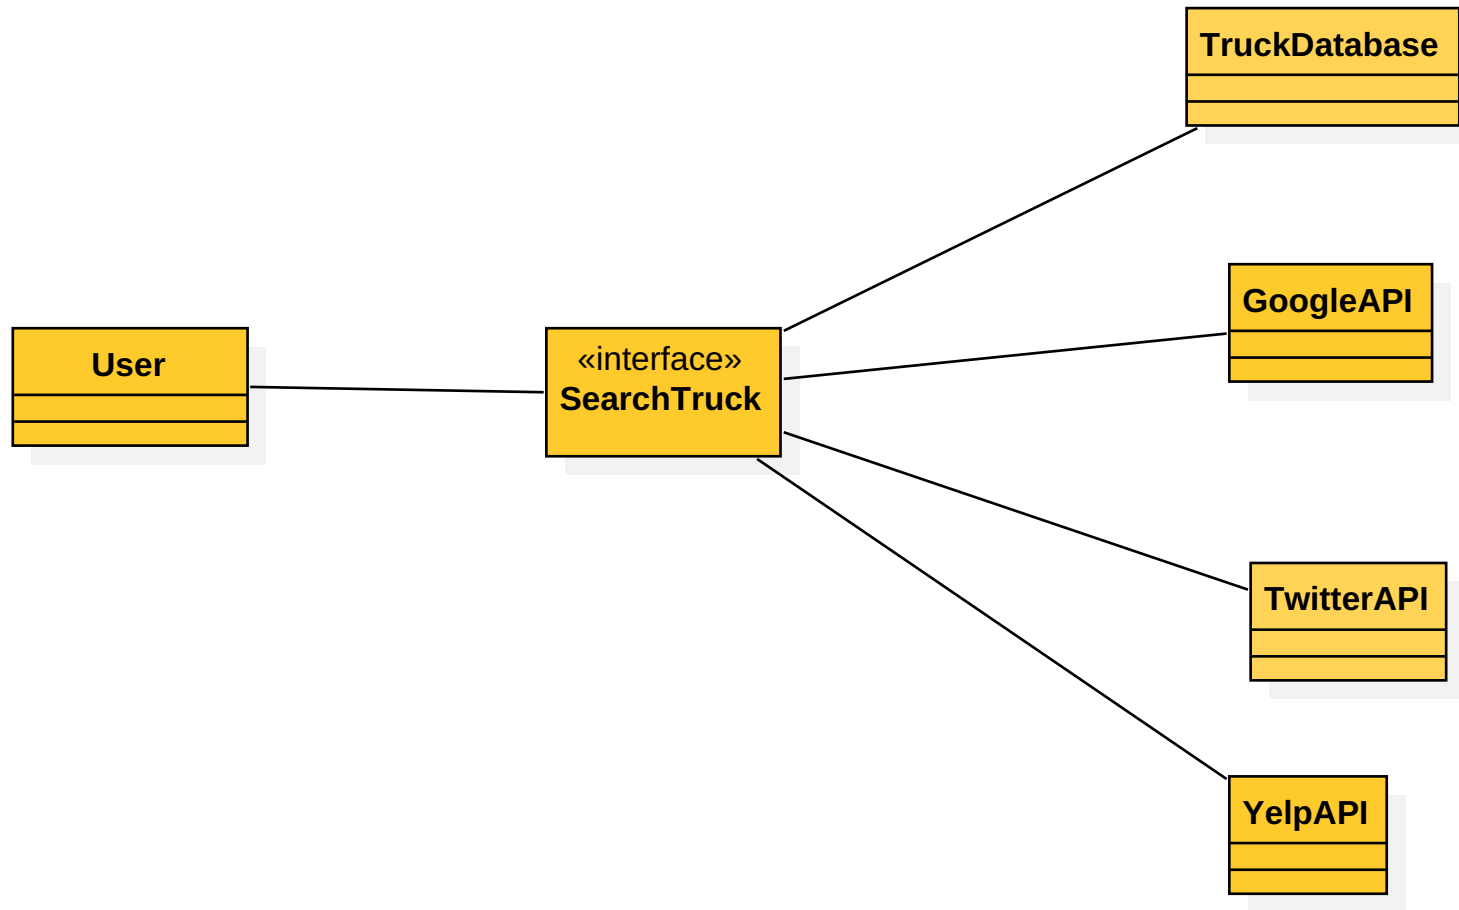 TruckDatabase
GoogleAPI
User
«interface»
SearchTruck
TwitterAPI
YelpAPI